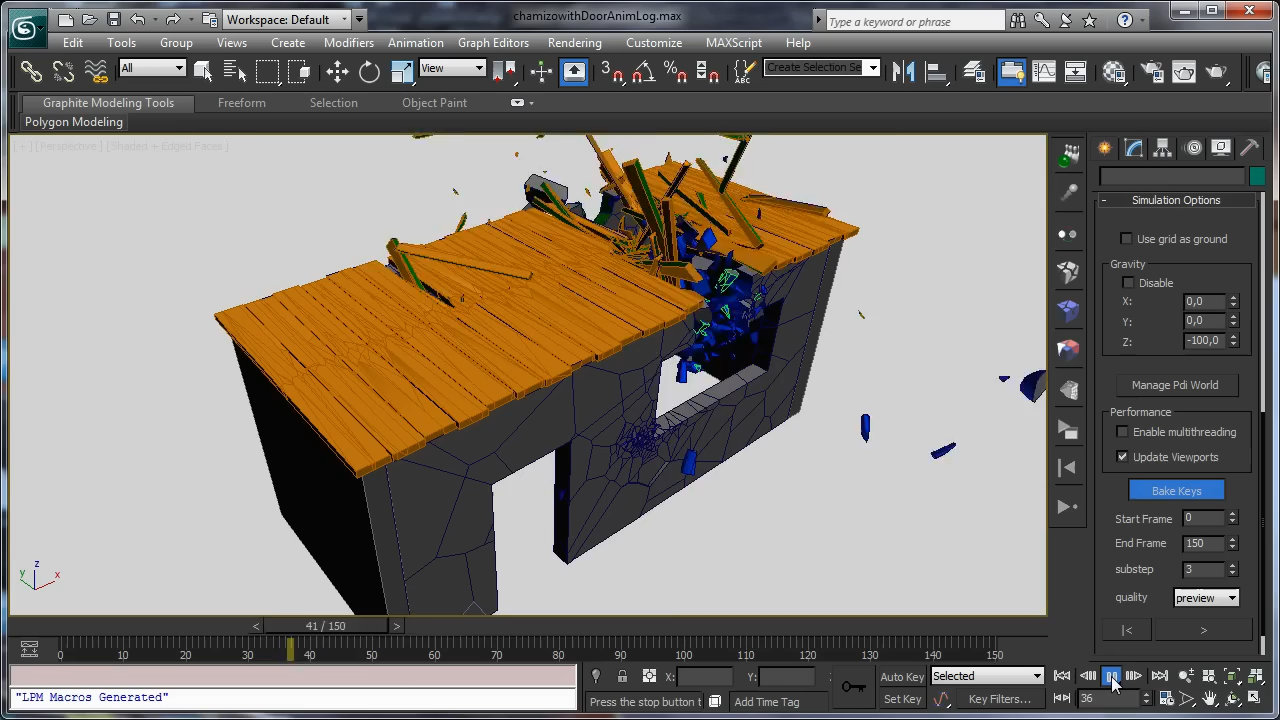 Workspace: Default
chamizowithDoorAnimLog.max
Type a keyword or phrase
Edit Tools Group Views Create Modifiers Animation Graph Editors Rendering Customize MAXScript Help
All
View
3
Create Selection Se
Graphite Modeling Tools Freeform Selection Object Paint
Polygon Modeling
[ + ] [Perspective ] [Shaded + Edged Faces ]
- Simulation Options
Use grid as ground
Gravity
Disable
X: 0,0
Y: 0,0
Z: -100,0
Manage Pdi World
Performance
Enable multithreading
Update Viewports
Bake Keys
Start Frame 0
End Frame 150
substep 3
quality preview
|< >
z
y x
< 41 / 150 >
0 10 20 30 40 50 60 70 80 90 100 110 120 130 140 150
X: Y:
Auto Key Selected
"LPM Macros Generated"
Press the stop button t
Add Time Tag
Set Key Key Filters...
36